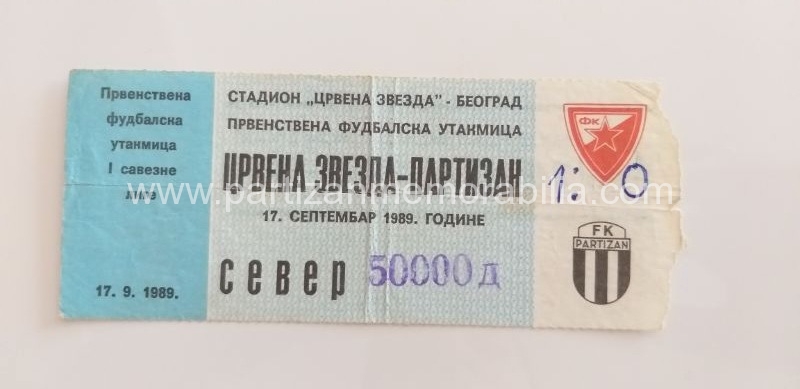 Првенствена
фудбалска
утакмица
I савезне
лиге
17. 9. 1989.
СТАДИОН „ЦРВЕНА ЗВЕЗДА" - БЕОГРАД
ПРВЕНСТВЕНА ФУДБАЛСКА УТАКМИЦА
ЦРВЕНА ЗВЕЗДА-ПАРТИЗАН
17. СЕПТЕМБАР 1989. ГОДИНЕ
север 50000 д
ФК
1:0
FK
PARTIZAN
www.partizanmemorabilia.com